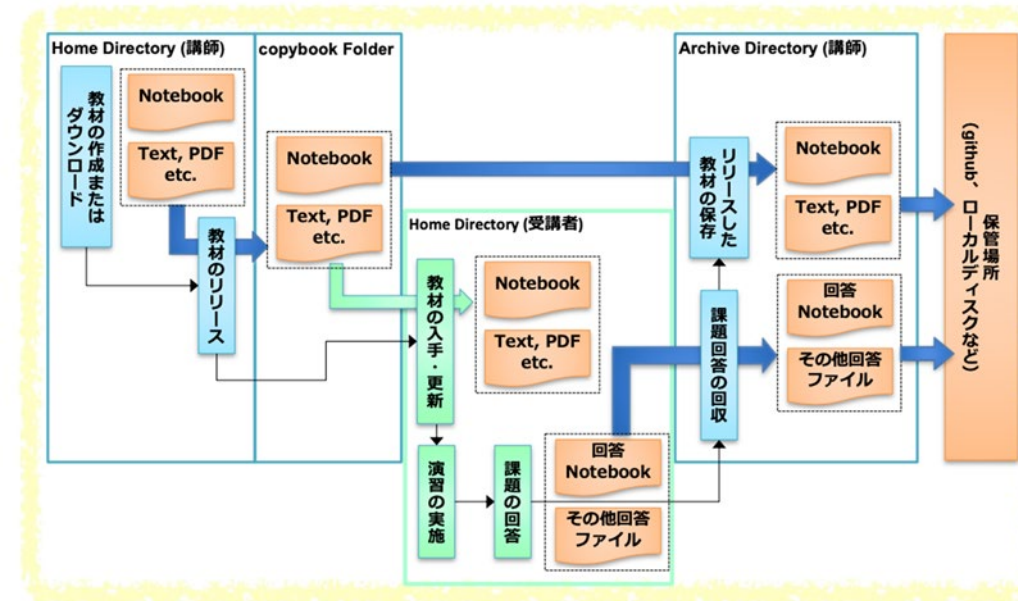 Home Directory (講師)
copybook Folder
Archive Directory (講師)
教材の作成または
ダウンロード
Notebook
Text, PDF
etc.
教材のリリース
Notebook
Text, PDF
etc.
Home Directory (受講者)
教材の入手・更新
Notebook
Text, PDF
etc.
演習の実施
課題の回答
回答
Notebook
その他回答
ファイル
リリースした
教材の保存
Notebook
Text, PDF
etc.
課題回答の回収
回答
Notebook
その他回答
ファイル
保管場所
(github、ローカルディスクなど)